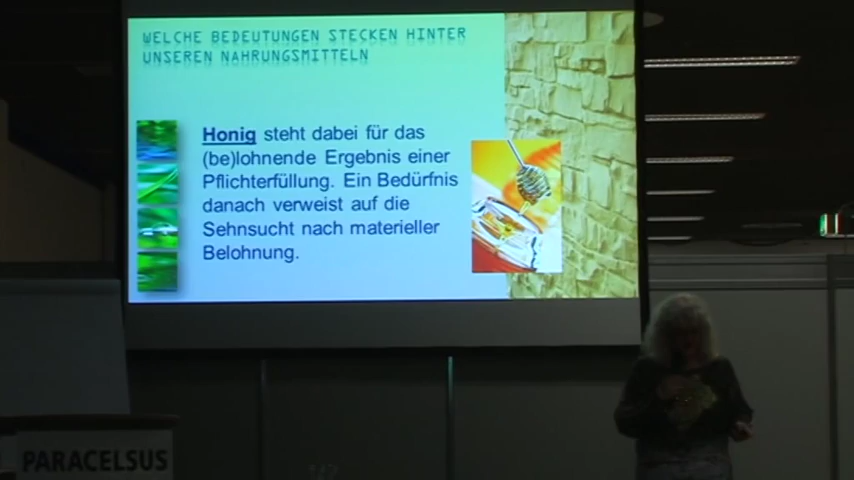 WELCHE BEDEUTUNGEN STECKEN HINTER
UNSEREN NAHRUNGSMITTELN
Honig steht dabei für das
(be)lohnende Ergebnis einer
Pflichterfüllung. Ein Bedürfnis
danach verweist auf die
Sehnsucht nach materieller
Belohnung.
PARACELSUS